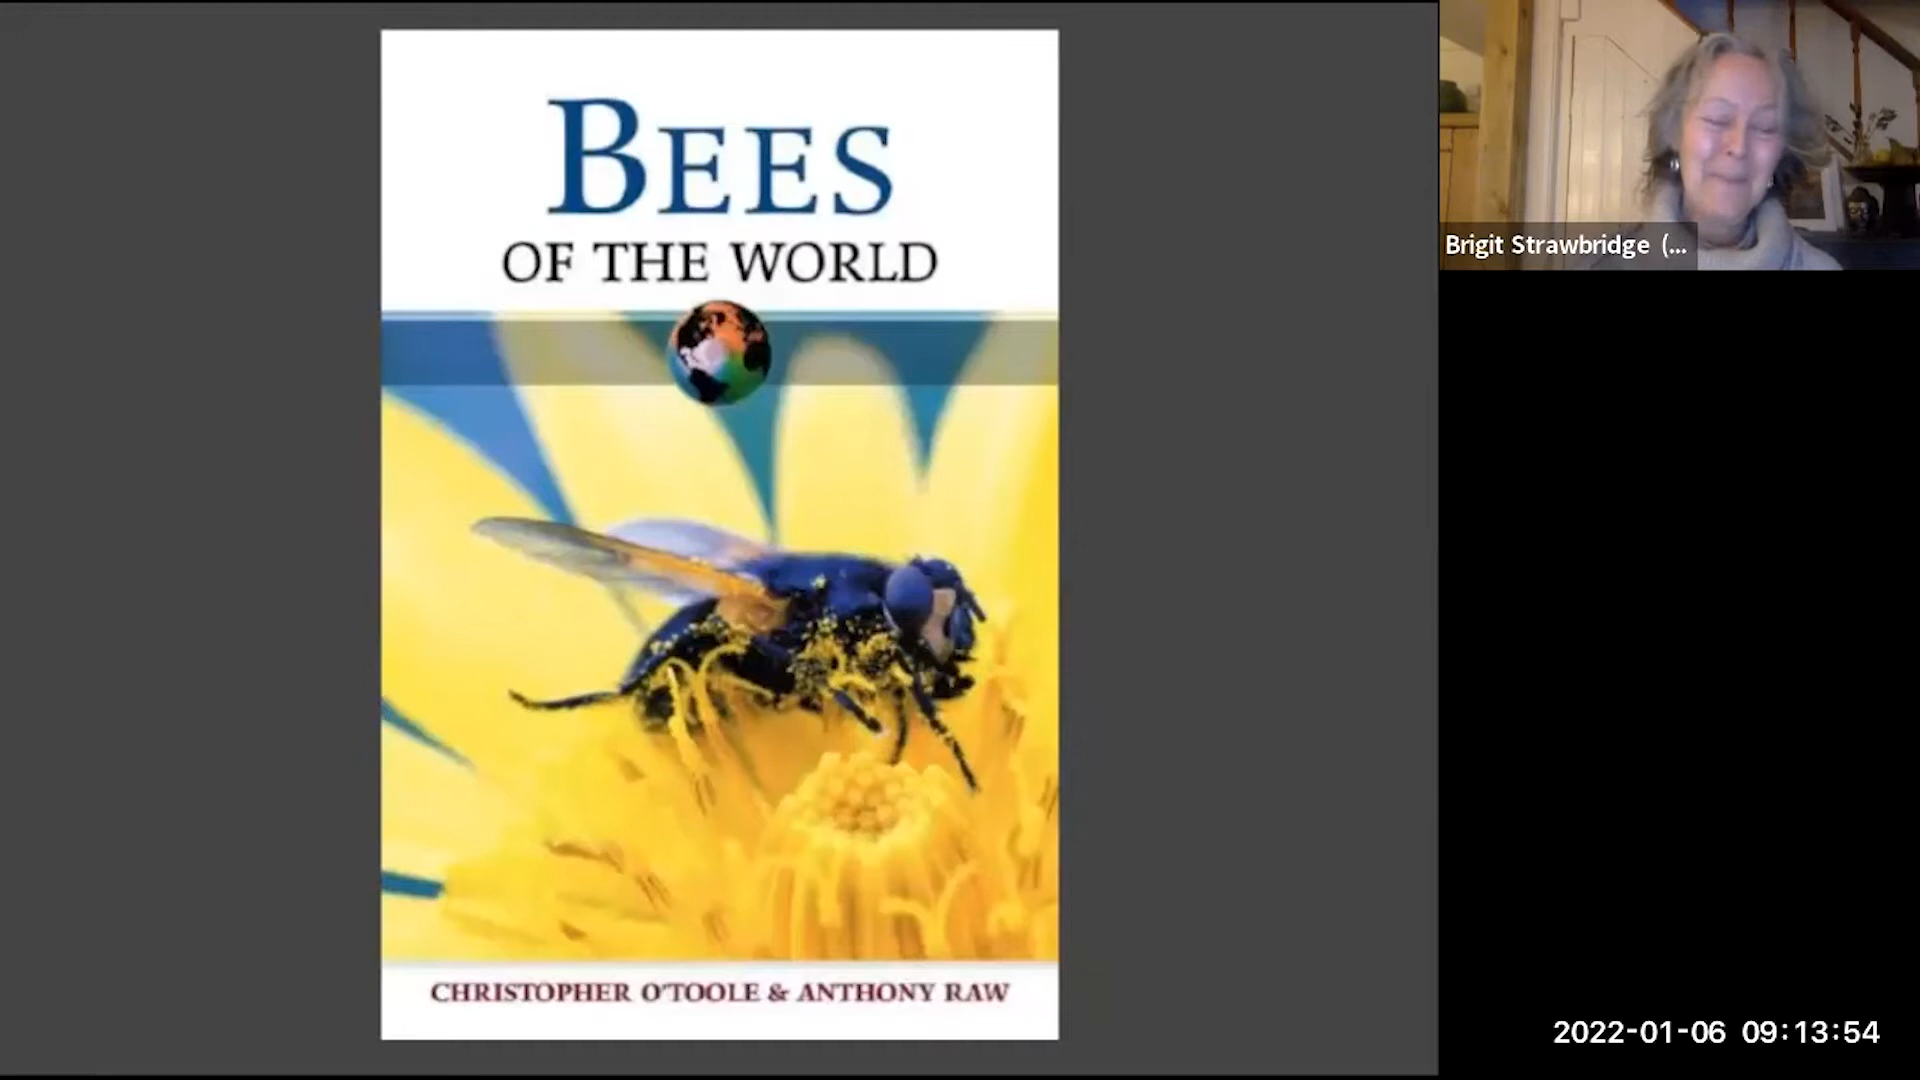 BEES
OF THE WORLD
CHRISTOPHER O'TOOLE & ANTHONY RAW
Brigit Strawbridge (...
2022-01-06 09:13:54